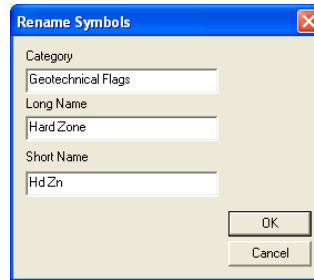 Rename Symbols
Category
Geotechnical Flags
Long Name
Hard Zone
Short Name
Hd Zn
OK
Cancel